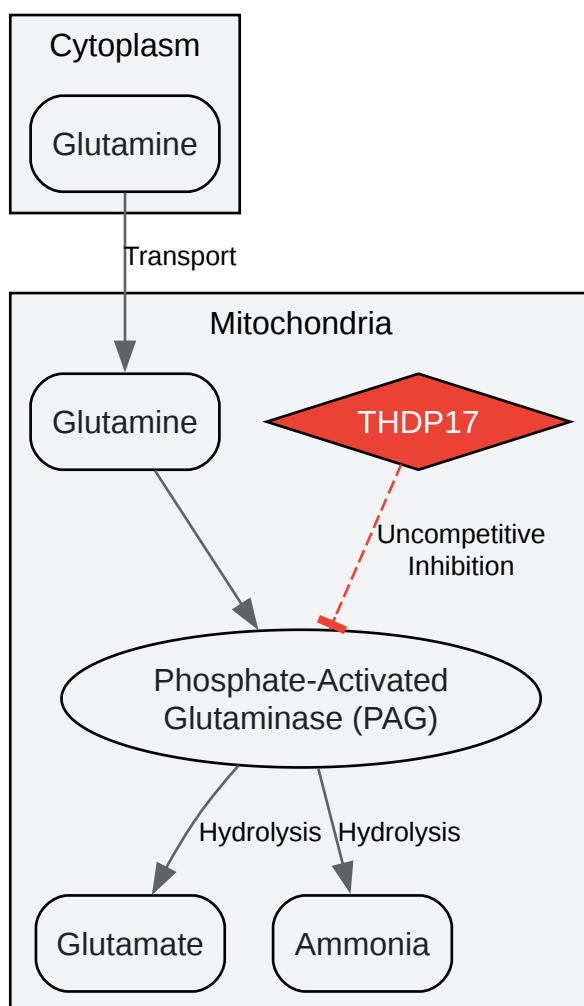 Cytoplasm
Glutamine
Transport
Mitochondria
Glutamine
THDP17
Uncompetitive
Inhibition
Phosphate-Activated
Glutaminase (PAG)
Hydrolysis
Hydrolysis
Glutamate
Ammonia